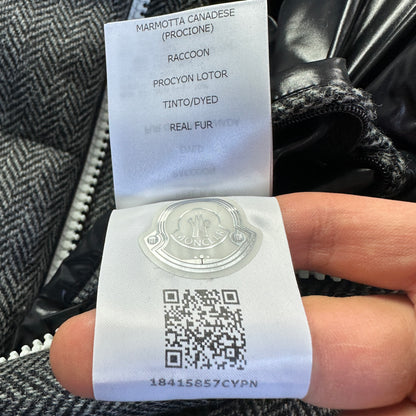 MARMOTTA CANADESE
(PROCIONE)
RACCOON
PROCYON LOTOR
TINTO/DYED
REAL FUR
MONCLER
18415857CYPN